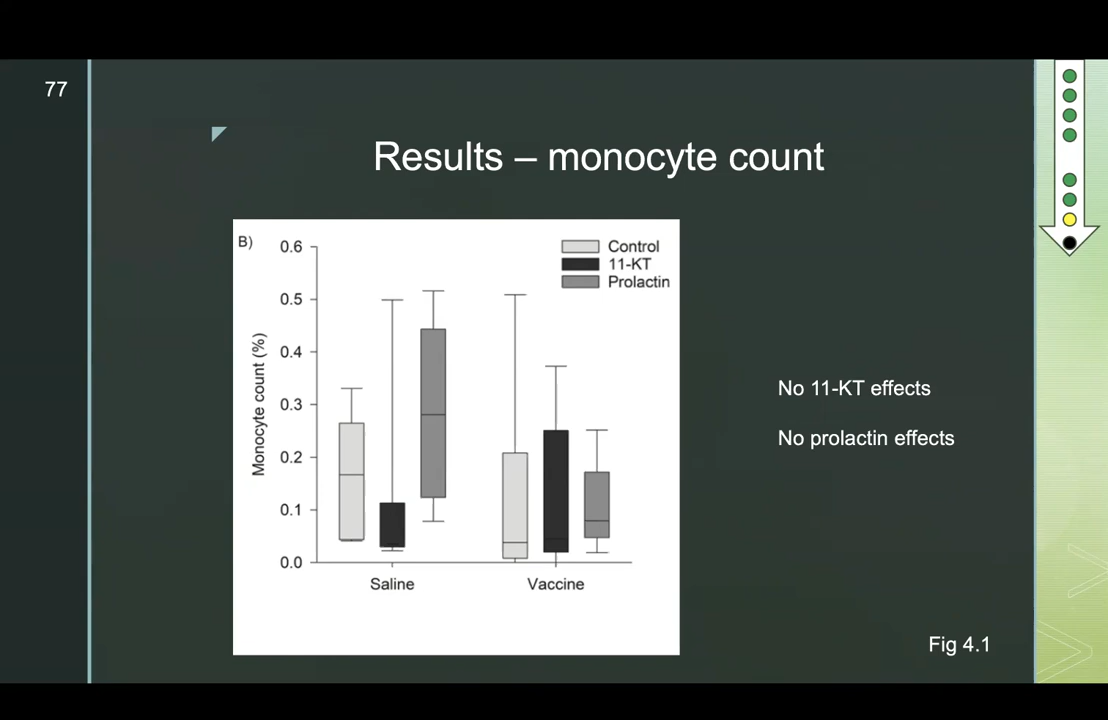 77
Results – monocyte count
B)
0.6
0.5
0.4
0.3
0.2
0.1
0.0
Monocyte count (%)
Control
11-KT
Prolactin
Saline
Vaccine
No 11-KT effects
No prolactin effects
Fig 4.1